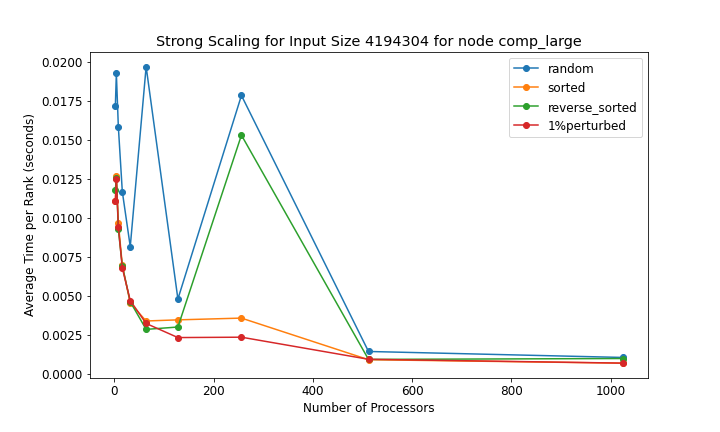 Strong Scaling for Input Size 4194304 for node comp_large
0.0200
0.0175
0.0150
0.0125
0.0100
0.0075
0.0050
0.0025
0.0000
Average Time per Rank (seconds)
random
sorted
reverse_sorted
1%perturbed
0
200
400
600
800
1000
Number of Processors